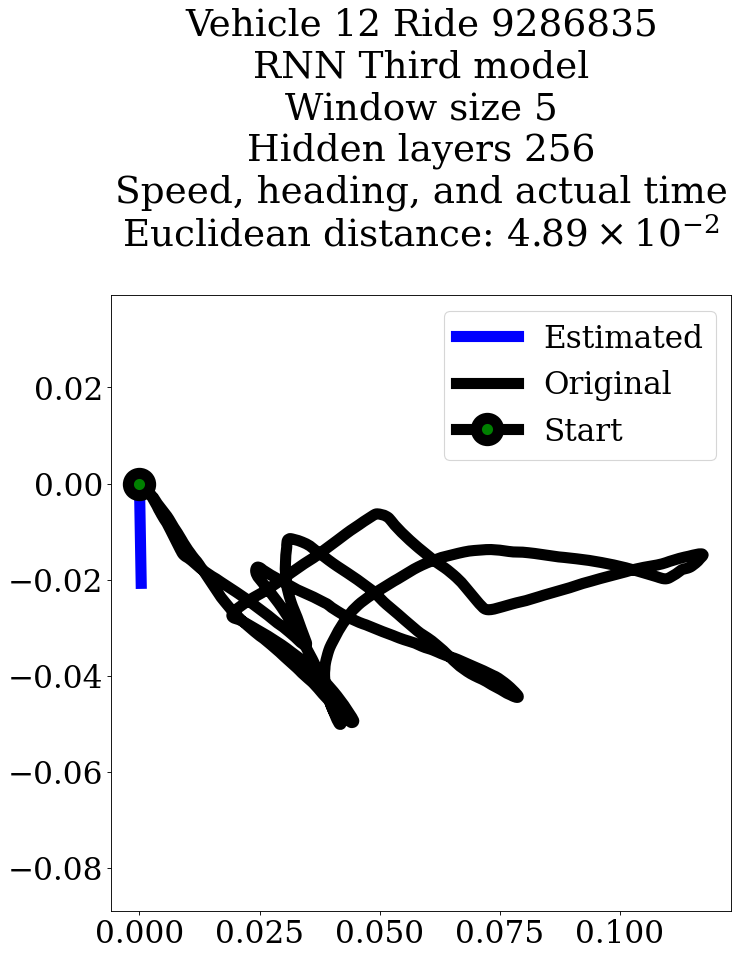 Vehicle 12 Ride 9286835
RNN Third model
Window size 5
Hidden layers 256
Speed, heading, and actual time
Euclidean distance: 4.89 × 10⁻²
Estimated
Original
Start
0.02
0.00
−0.02
−0.04
−0.06
−0.08
0.000 0.025 0.050 0.075 0.100